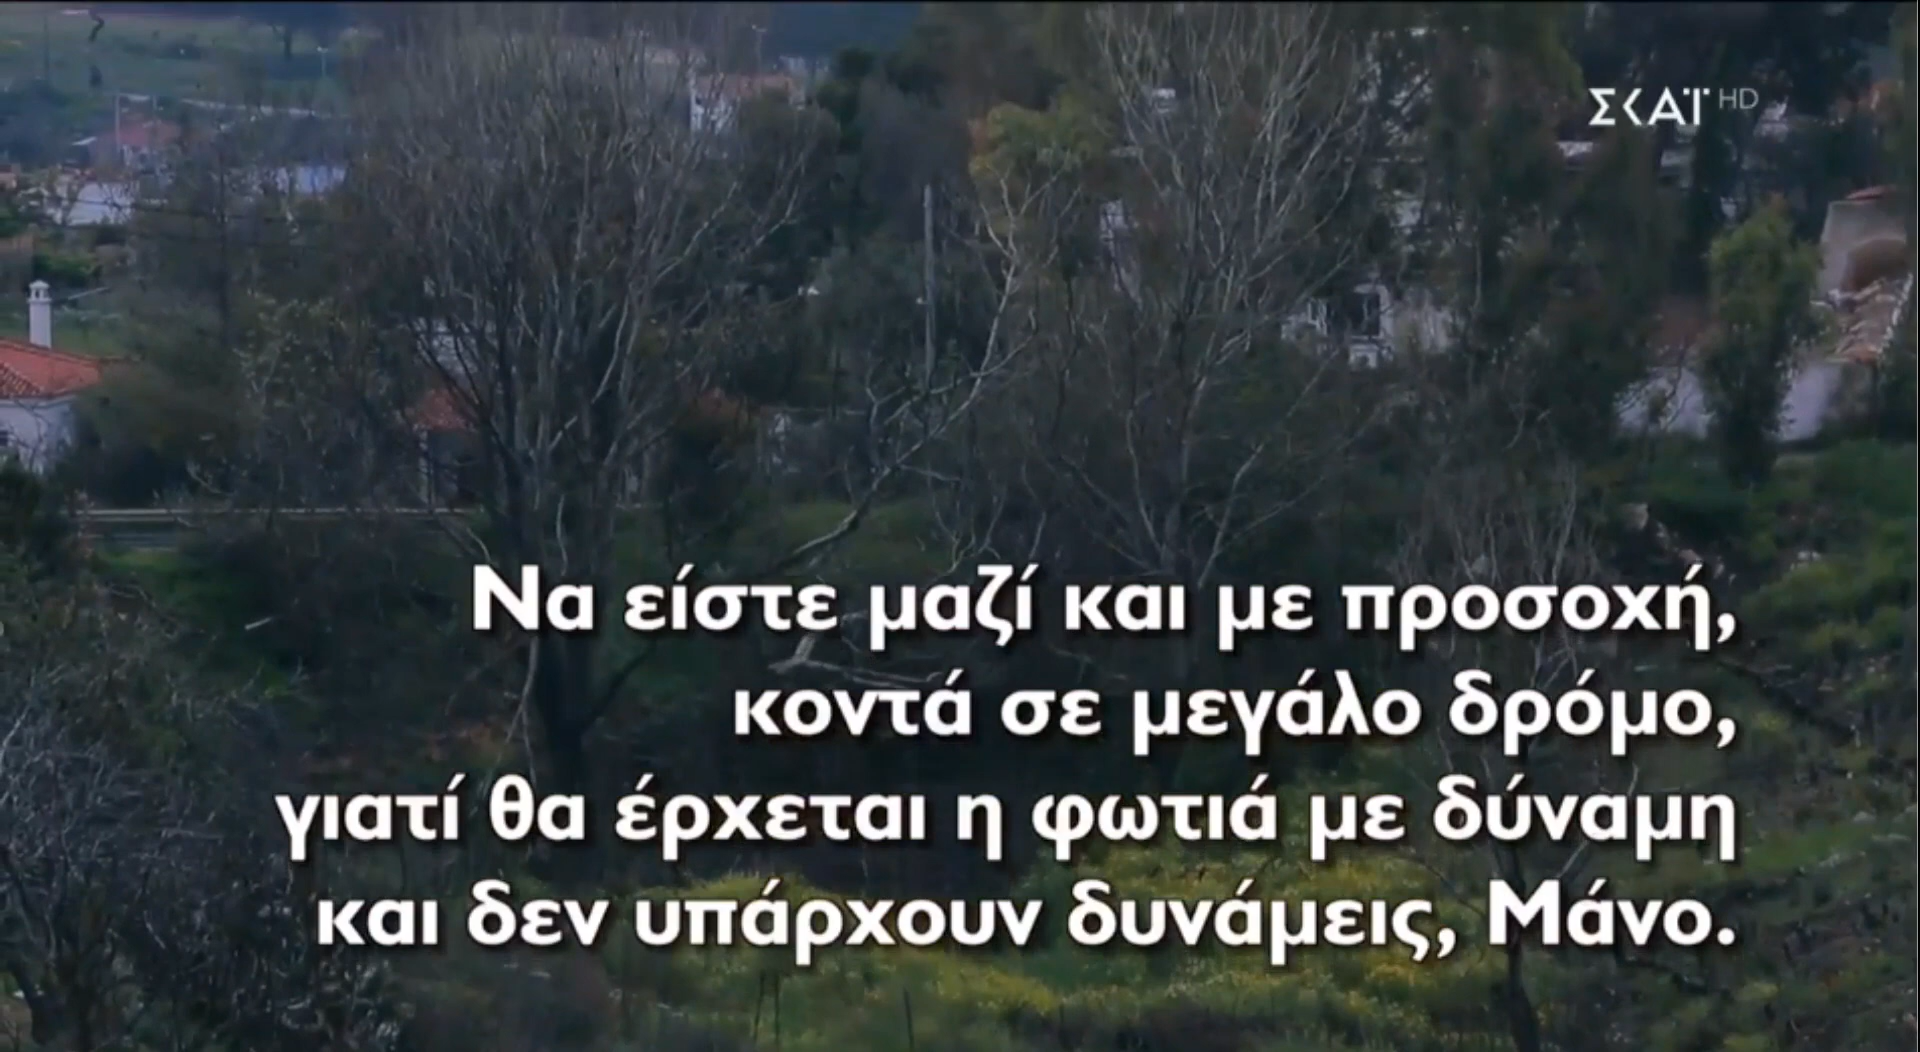 ΣΚΑΪ HD
Να είστε μαζί και με προσοχή,
κοντά σε μεγάλο δρόμο,
γιατί θα έρχεται η φωτιά με δύναμη
και δεν υπάρχουν δυνάμεις, Μάνο.